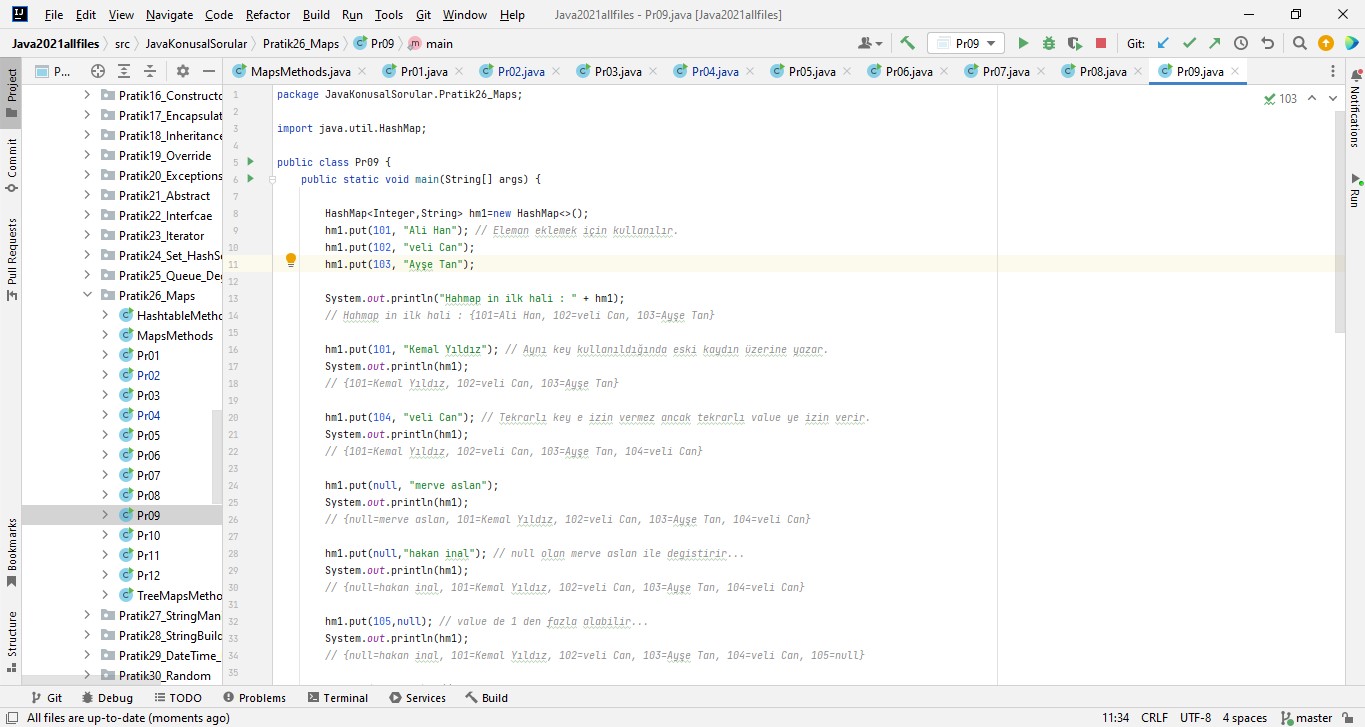 File Edit View Navigate Code Refactor Build Run Tools Git Window Help Java2021allfiles - Pr09.java [Java2021allfiles]
Java2021allfiles src JavaKonusalSorular Pratik26_Maps Pr09 main Pr09 Git:
P... MapsMethods.java Pr01.java Pr02.java Pr03.java Pr04.java Pr05.java Pr06.java Pr07.java Pr08.java Pr09.java
Project
Commit
Pull Requests
Bookmarks
Structure
Pratik16_Constructo
Pratik17_Encapsulat
Pratik18_Inheritance
Pratik19_Override
Pratik20_Exceptions
Pratik21_Abstract
Pratik22_Interfcae
Pratik23_Iterator
Pratik24_Set_HashSe
Pratik25_Queue_De
Pratik26_Maps
HashtableMetho
MapsMethods
Pr01
Pr02
Pr03
Pr04
Pr05
Pr06
Pr07
Pr08
Pr09
Pr10
Pr11
Pr12
TreeMapsMetho
Pratik27_StringMan
Pratik28_StringBuild
Pratik29_DateTime_
Pratik30_Random
1 package JavaKonusalSorular.Pratik26_Maps;
2
3 import java.util.HashMap;
4
5 public class Pr09 {
6 public static void main(String[] args) {
7
8 HashMap<Integer,String> hm1=new HashMap<>();
9 hm1.put(101, "Ali Han"); // Eleman eklemek için kullanılır.
10 hm1.put(102, "veli Can");
11 hm1.put(103, "Ayşe Tan");
12
13 System.out.println("Hahmap in ilk hali : " + hm1);
14 // Hahmap in ilk hali : {101=Ali Han, 102=veli Can, 103=Ayşe Tan}
15
16 hm1.put(101, "Kemal Yıldız"); // Aynı key kullanıldığında eski kaydın üzerine yazar.
17 System.out.println(hm1);
18 // {101=Kemal Yıldız, 102=veli Can, 103=Ayşe Tan}
19
20 hm1.put(104, "veli Can"); // Tekrarlı key e izin vermez ancak tekrarlı value ye izin verir.
21 System.out.println(hm1);
22 // {101=Kemal Yıldız, 102=veli Can, 103=Ayşe Tan, 104=veli Can}
23
24 hm1.put(null, "merve aslan");
25 System.out.println(hm1);
26 // {null=merve aslan, 101=Kemal Yıldız, 102=veli Can, 103=Ayşe Tan, 104=veli Can}
27
28 hm1.put(null,"hakan inal"); // null olan merve aslan ile degistirir...
29 System.out.println(hm1);
30 // {null=hakan inal, 101=Kemal Yıldız, 102=veli Can, 103=Ayşe Tan, 104=veli Can}
31
32 hm1.put(105,null); // value de 1 den fazla alabilir...
33 System.out.println(hm1);
34 // {null=hakan inal, 101=Kemal Yıldız, 102=veli Can, 103=Ayşe Tan, 104=veli Can, 105=null}
35
103
Notifications
Run
Git Debug TODO Problems Terminal Services Build
All files are up-to-date (moments ago) 11:34 CRLF UTF-8 4 spaces master